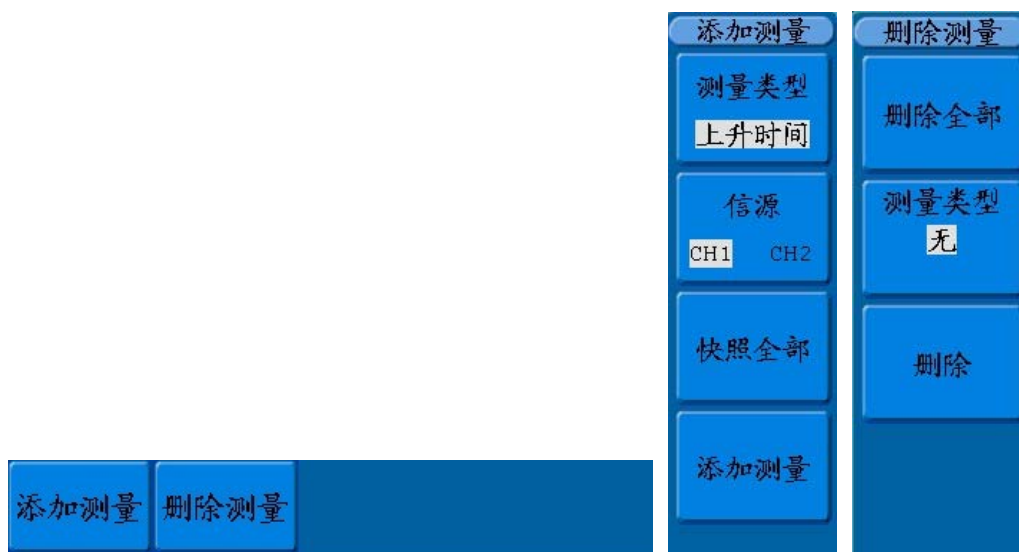 添加测量 删除测量
添加测量
测量类型
上升时间
信源
CH1 CH2
快照全部
添加测量
删除测量
删除全部
测量类型
无
删除